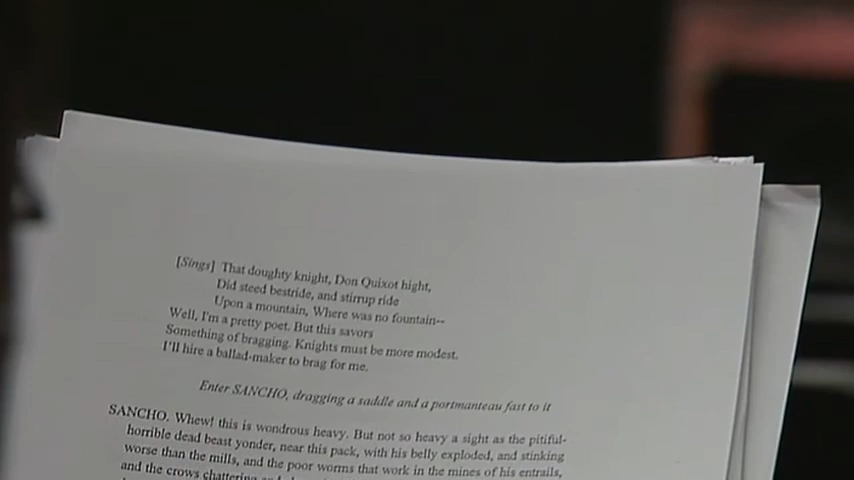 [Sings] That doughty knight, Don Quixot hight,
Did steed bestride, and stirrup ride
Upon a mountain, Where was no fountain--
Well, I'm a pretty poet. But this savors
Something of bragging. Knights must be more modest.
I'll hire a ballad-maker to brag for me.
Enter SANCHO, dragging a saddle and a portmanteau fast to it
SANCHO. Whew! this is wondrous heavy. But not so heavy a sight as the pitiful-
horrible dead beast yonder, near this pack, with his belly exploded, and stinking
worse than the mills, and the poor worms that work in the mines of his entrails,
and the crows chattering